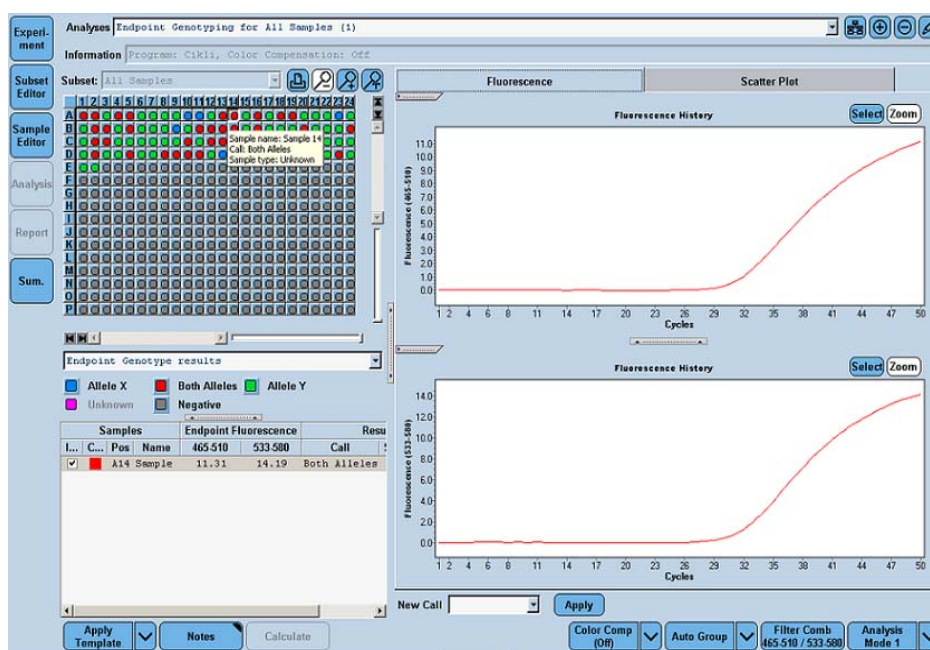 Experi-
ment
Analyses Endpoint Genotyping for All Samples (1)
Information Program: Cikli, Color Compensation: Off
Subset
Editor
Subset: All Samples
Fluorescence Scatter Plot
1 2 3 4 5 6 7 8 9 10 11 12 13 14 15 16 17 18 19 20 21 22 23 24
Sample
Editor
Analysis
Report
Sum.
A
B
C
D
E
F
G
H
I
J
K
L
M
N
O
P
Sample name: Sample 14
Call: Both Alleles
Sample type: Unknown
Fluorescence History
Select Zoom
Fluorescence (465-510)
11.0
10.0
9.0
8.0
7.0
6.0
5.0
4.0
3.0
2.0
1.0
0.0
1 2 4 6 8 11 14 17 20 23 26 29 32 35 38 41 44 47 50
Cycles
Endpoint Genotype results
Allele X Both Alleles Allele Y
Unknown Negative
Samples Endpoint Fluorescence Resu
I... C... Pos Name 465-510 533-580 Call
A14 Sample 11.31 14.19 Both Alleles
Fluorescence History
Select Zoom
Fluorescence (533-580)
14.0
12.0
10.0
8.0
6.0
4.0
2.0
0.0
1 2 4 6 8 11 14 17 20 23 26 29 32 35 38 41 44 47 50
Cycles
New Call Apply
Apply
Template
Notes
Calculate
Color Comp
(Off)
Auto Group
Filter Comb
465-510 / 533-580
Analysis
Mode 1